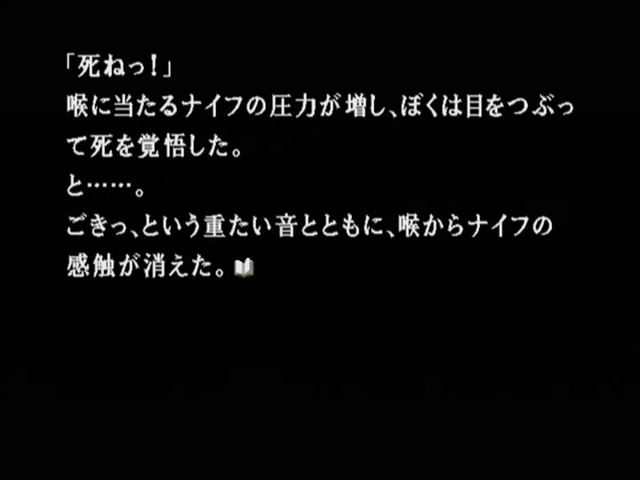 「死ねっ！」
喉に当たるナイフの圧力が増し、ぼくは目をつぶっ
て死を覚悟した。
と……。
ごきっ、という重たい音とともに、喉からナイフの
感触が消えた。